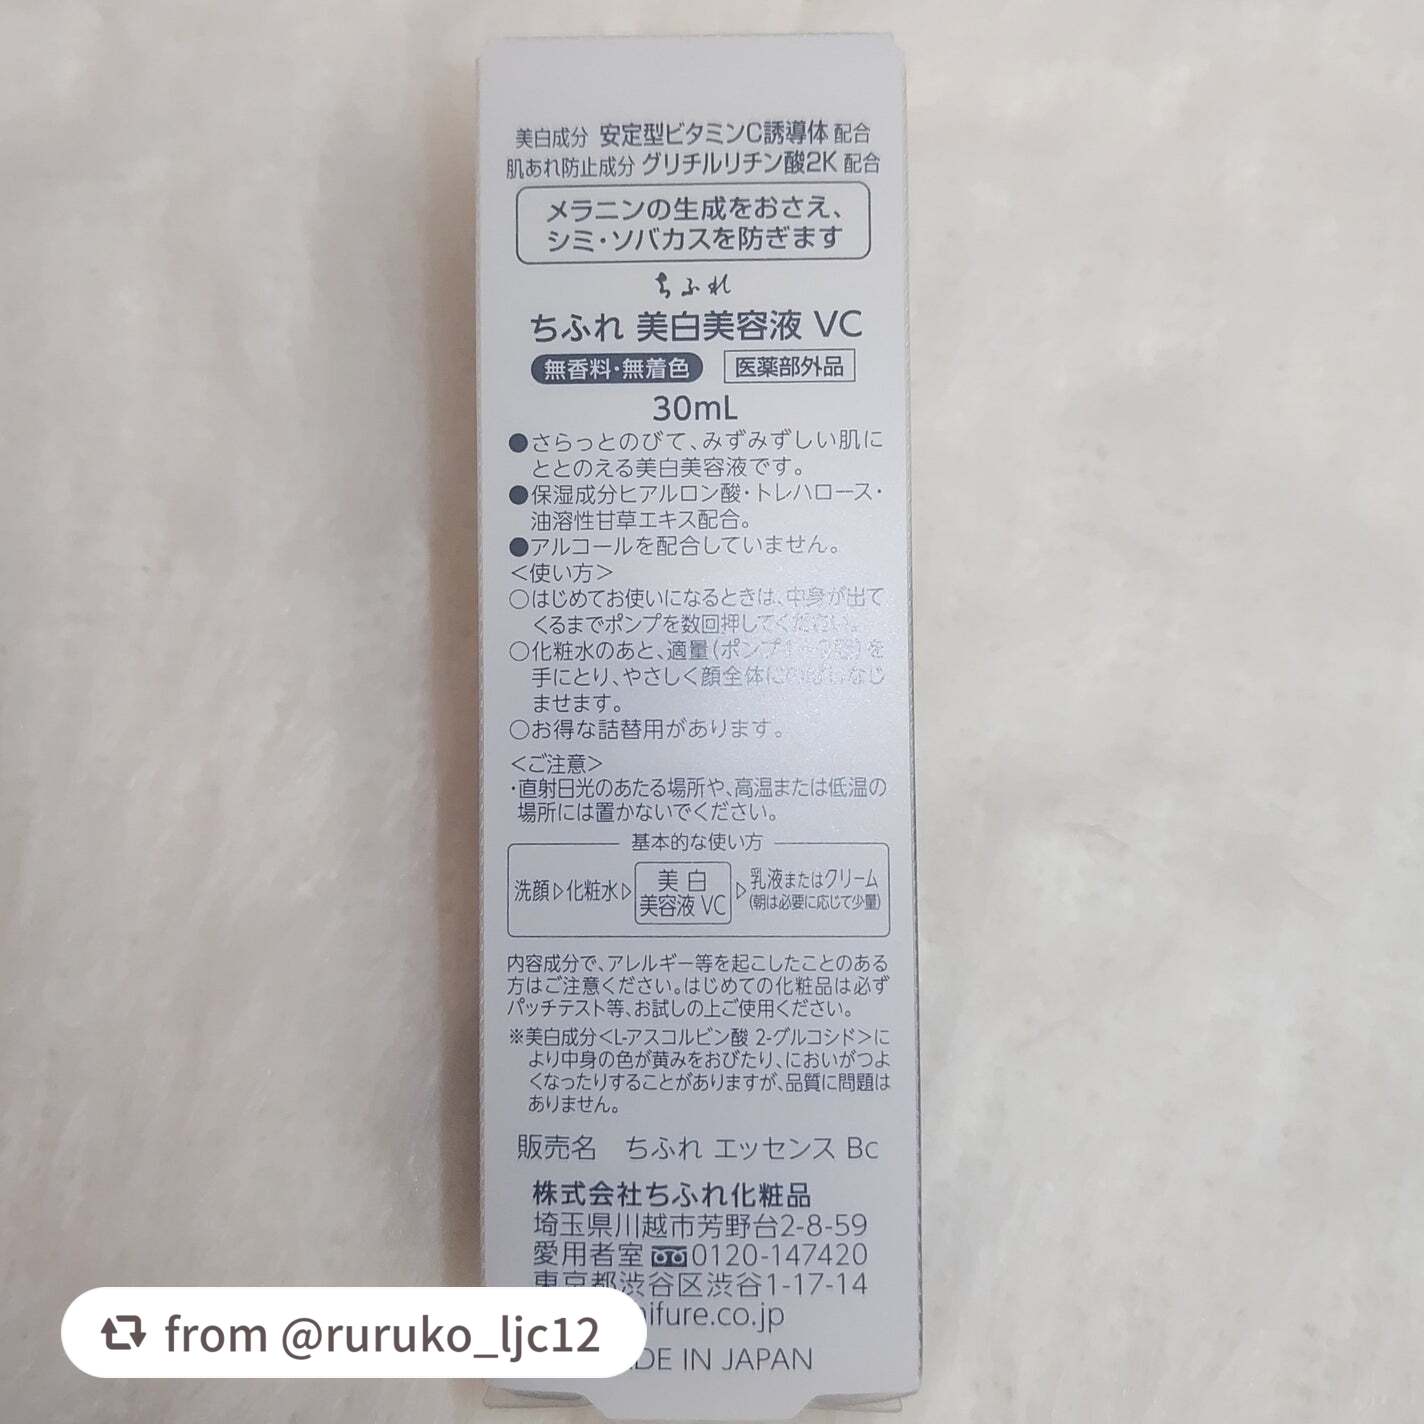 美白成分 安定型ビタミンC誘導体 配合
肌あれ防止成分 グリチルリチン酸2K 配合
メラニンの生成をおさえ、
シミ・ソバカスを防ぎます
ちふれ
ちふれ 美白美容液 VC
無香料・無着色 医薬部外品
30mL
●さらっとのびて、みずみずしい肌に
ととのえる美白美容液です。
●保湿成分ヒアルロン酸・トレハロース・
油溶性甘草エキス配合。
●アルコールを配合していません。
<使い方>
○はじめてお使いになるときは、中身が出て
くるまでポンプを数回押してください。
○化粧水のあと、適量(ポンプ を
手にとり、やさしく顔全体に なじ
ませます。
○お得な詰替用があります。
<ご注意>
・直射日光のあたる場所や、高温または低温の
場所には置かないでください。
基本的な使い方
洗顔▷化粧水▷美白美容液 VC▷乳液またはクリーム
(朝は必要に応じて少量)
内容成分で、アレルギー等を起こしたことのある
方はご注意ください。はじめての化粧品は必ず
パッチテスト等、お試しの上ご使用ください。
※美白成分<L-アスコルビン酸 2-グルコシド>に
より中身の色が黄みをおびたり、においがつよ
くなったりすることがありますが、品質に問題は
ありません。
販売名 ちふれ エッセンス Bc
株式会社ちふれ化粧品
埼玉県川越市芳野台2-8-59
愛用者室 0120-147420
東京都渋谷区渋谷1-17-14
ifure.co.jp
DE IN JAPAN
from @ruruko_ljc12